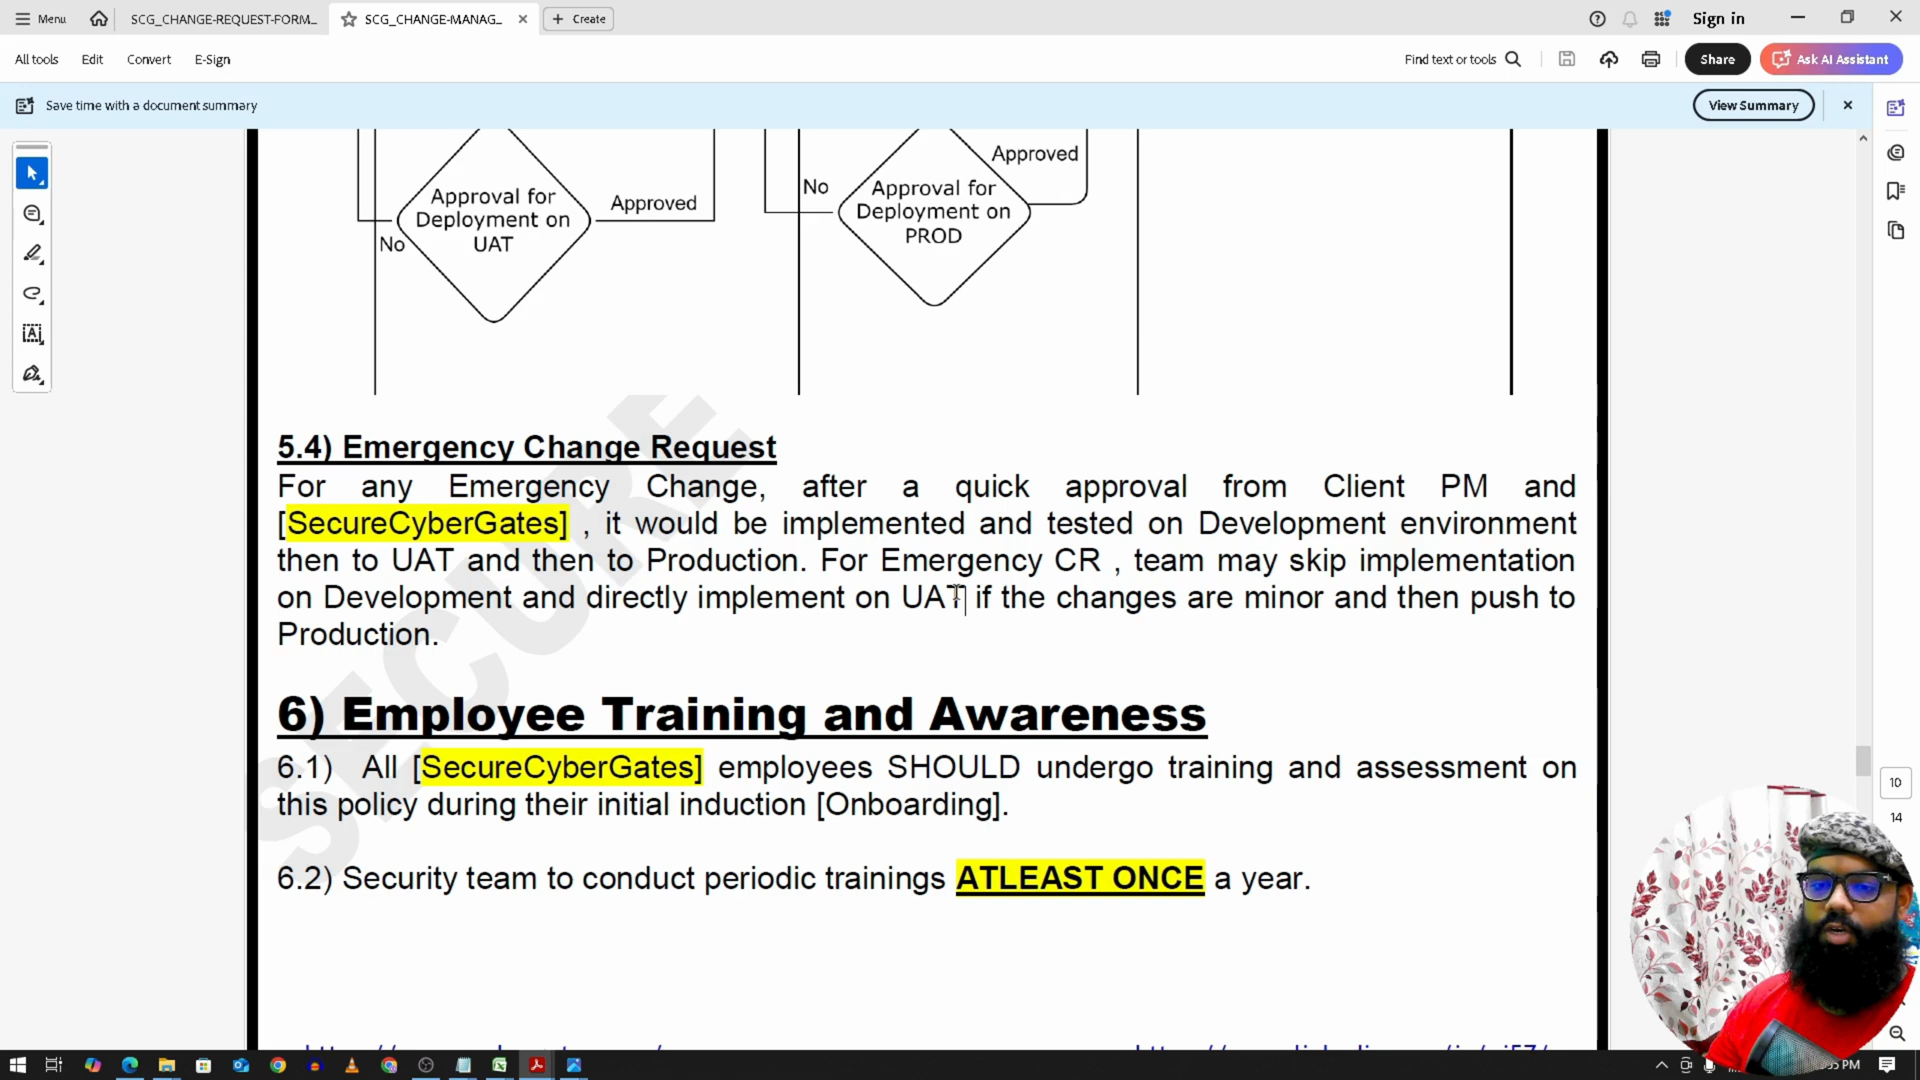 Menu
SCG_CHANGE-REQUEST-FORM...
SCG_CHANGE-MANAG...
Create
Sign in
All tools
Edit
Convert
E-Sign
Find text or tools
Share
Ask AI Assistant
Save time with a document summary
View Summary
Approval for
Deployment on
UAT
Approved
No
Approval for
Deployment on
PROD
Approved
No
5.4) Emergency Change Request
For any Emergency Change, after a quick approval from Client PM and
[SecureCyberGates] , it would be implemented and tested on Development environment
then to UAT and then to Production. For Emergency CR , team may skip implementation
on Development and directly implement on UAT if the changes are minor and then push to
Production.
6) Employee Training and Awareness
6.1) All [SecureCyberGates] employees SHOULD undergo training and assessment on
this policy during their initial induction [Onboarding].
6.2) Security team to conduct periodic trainings ATLEAST ONCE a year.
SECURE
10
14
PM